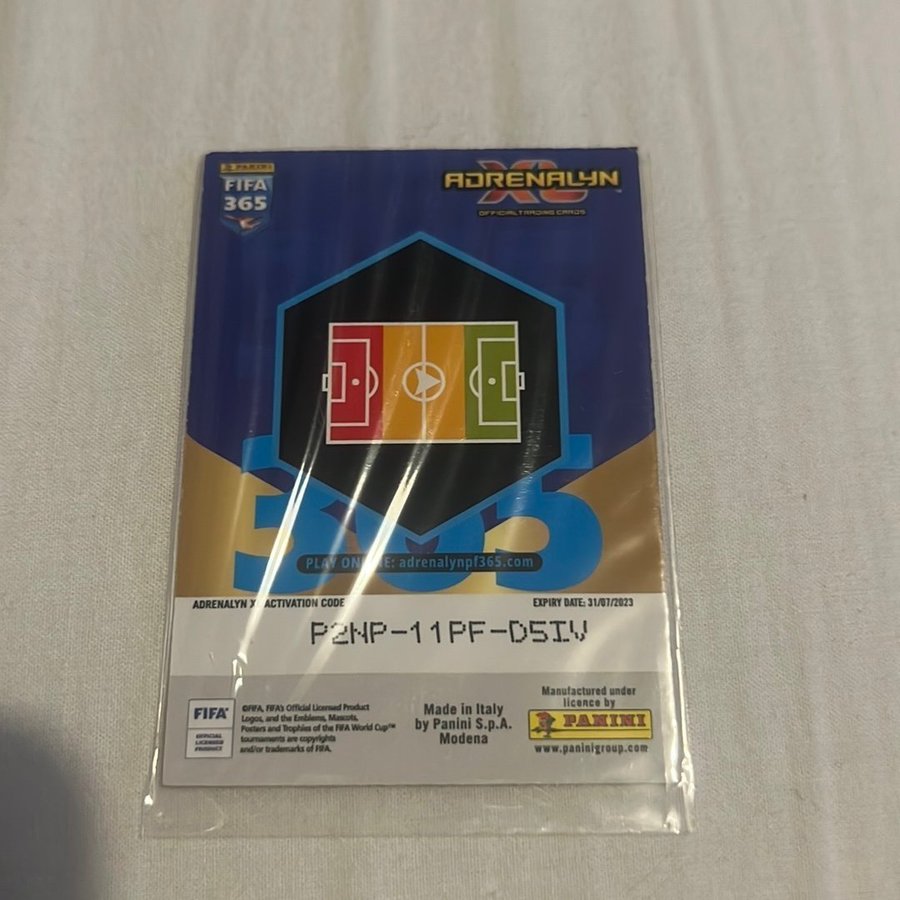 PANINI
FIFA
365
ADRENALYN
XL
OFFICIAL TRADING CARDS
365
PLAY ONLINE: adrenalynpf365.com
ADRENALYN XL ACTIVATION CODE
EXPIRY DATE: 31/07/2023
P2NP-11PF-D5IV
FIFA®
OFFICIAL
LICENSED
PRODUCT
©FIFA, FIFA's Official Licensed Product
Logos, and the Emblems, Mascots,
Posters and Trophies of the FIFA World Cup™
tournaments are copyrights
and/or trademarks of FIFA.
Made in Italy
by Panini S.p.A.
Modena
Manufactured under
licence by
PANINI
www.paninigroup.com